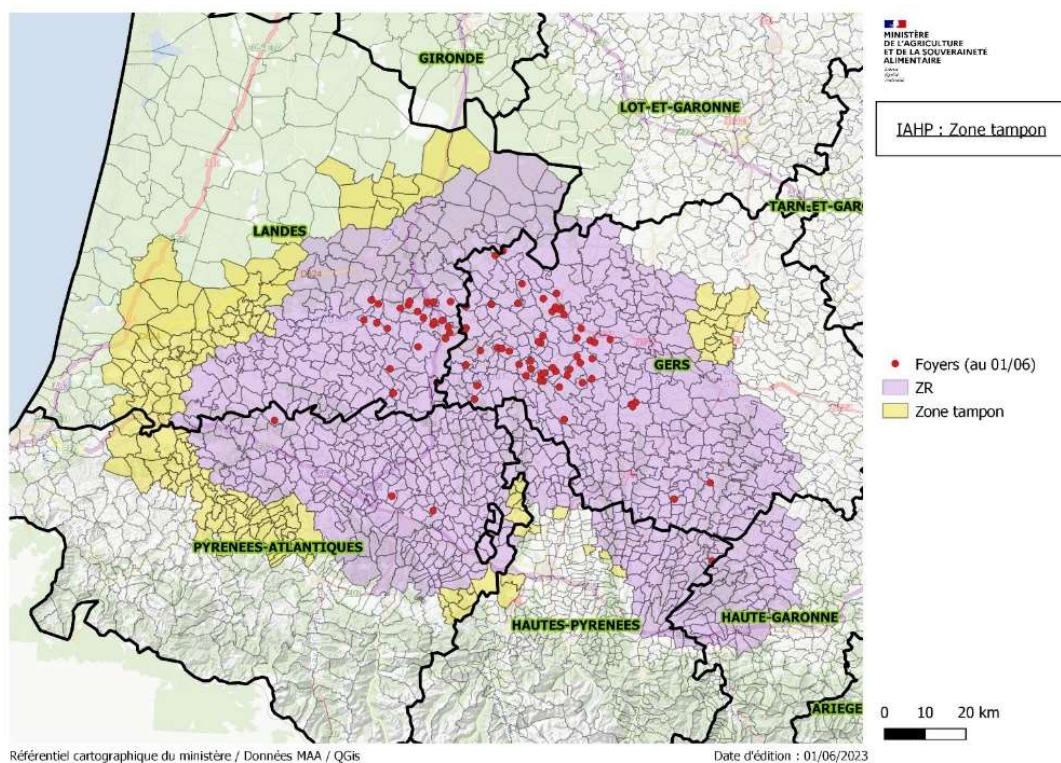 MINISTÈRE
DE L'AGRICULTURE
ET DE LA SOUVERAINETÉ
ALIMENTAIRE
GIRONDE
LOT-ET-GARONNE
IAHP : Zone tampon
TARN-ET-GARO
LANDES
GERS
Foyers (au 01/06)
ZR
Zone tampon
PYRENEES-ATLANTIQUES
HAUTES-PYRENEES
HAUTE-GARONNE
ARIEGE
0 10 20 km
Référentiel cartographique du ministère / Données MAA / QGis
Date d'édition : 01/06/2023